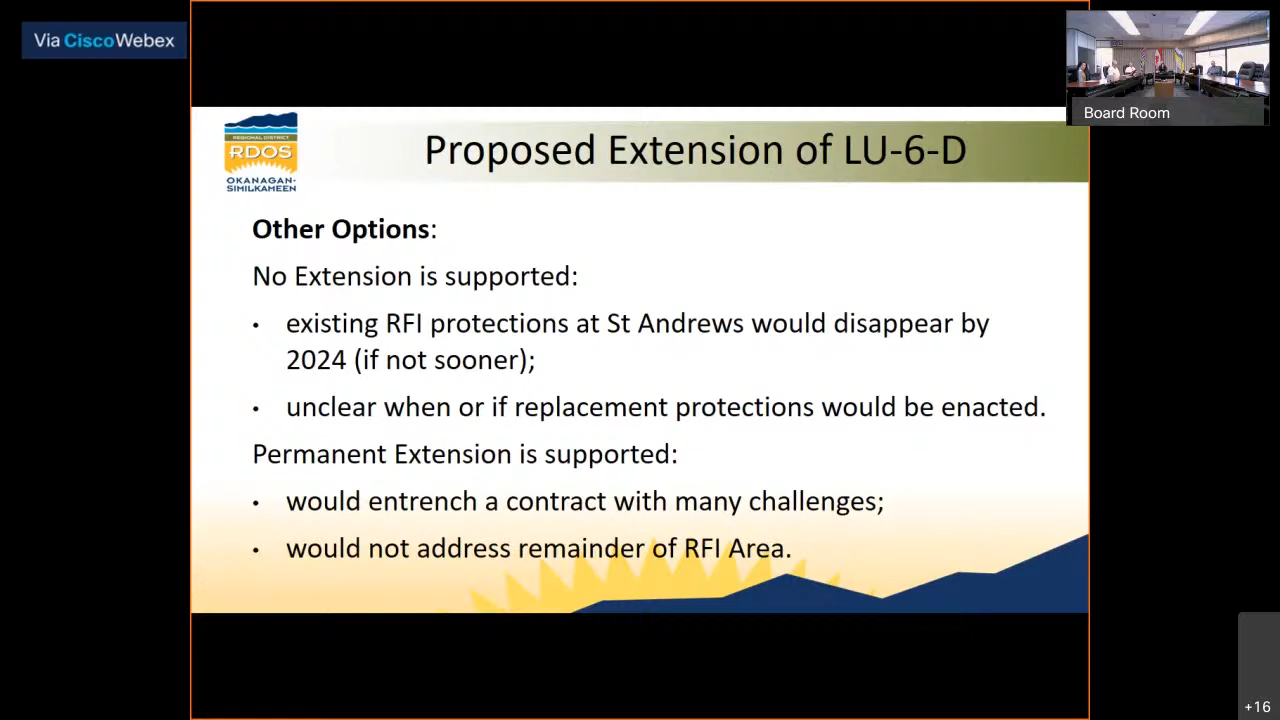 Via CiscoWebex
Board Room
REGIONAL DISTRICT
RDOS
OKANAGAN-
SIMILKAMEEN
Proposed Extension of LU-6-D
Other Options:
No Extension is supported:
• existing RFI protections at St Andrews would disappear by
2024 (if not sooner);
• unclear when or if replacement protections would be enacted.
Permanent Extension is supported:
• would entrench a contract with many challenges;
• would not address remainder of RFI Area.
+16